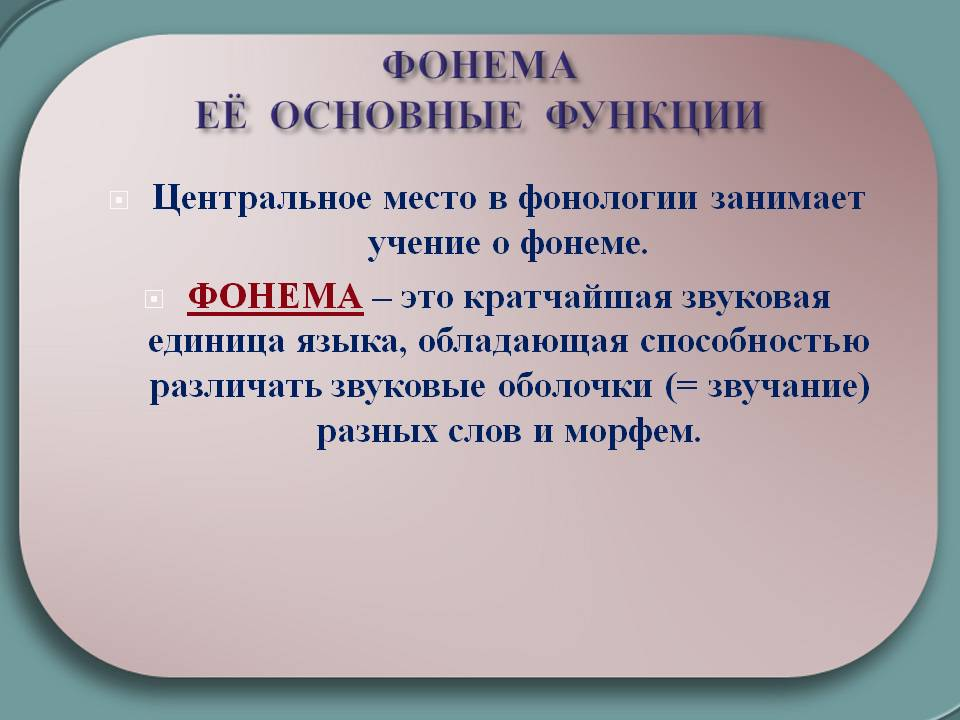 ФОНЕМА
ЕЁ ОСНОВНЫЕ ФУНКЦИИ
Центральное место в фонологии занимает
учение о фонеме.
ФОНЕМА – это кратчайшая звуковая
единица языка, обладающая способностью
различать звуковые оболочки (= звучание)
разных слов и морфем.